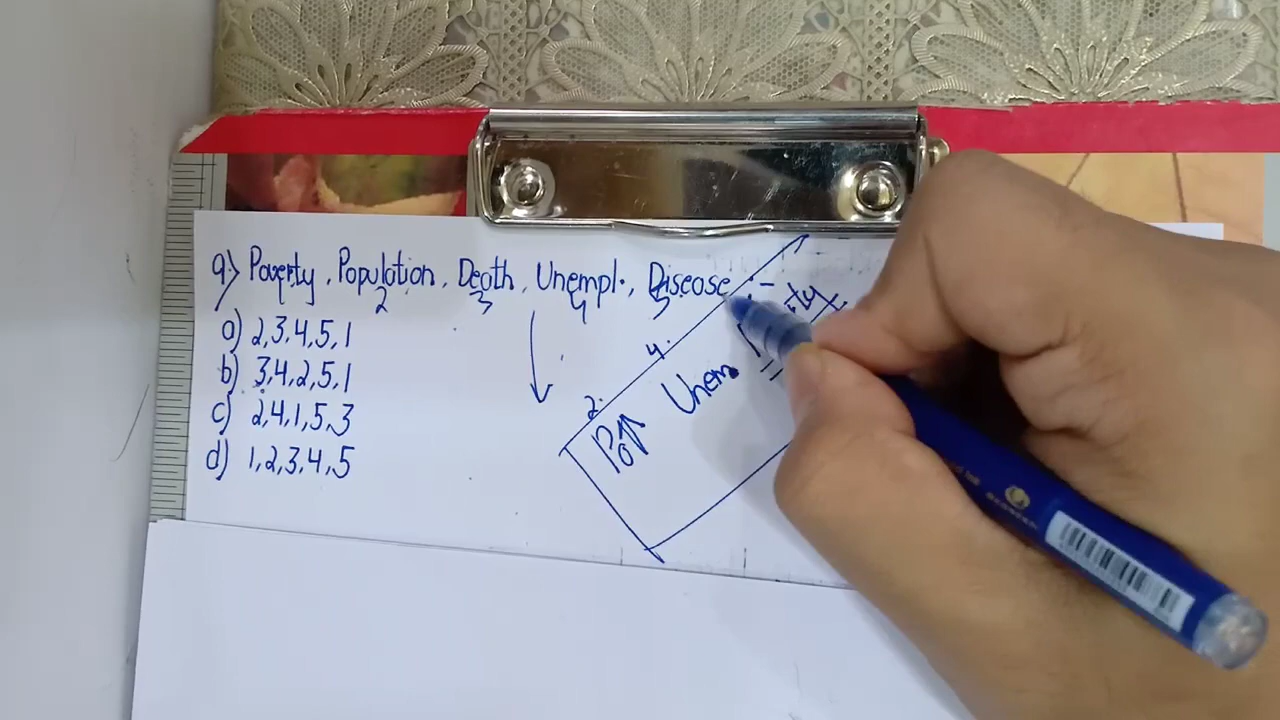 9) Poverty, Population, Death, Unempl., Disease
1 2 3 4 5
a) 2,3,4,5,1
b) 3,4,2,5,1
c) 2,4,1,5,3
d) 1,2,3,4,5
2. 4.
Pop Unem